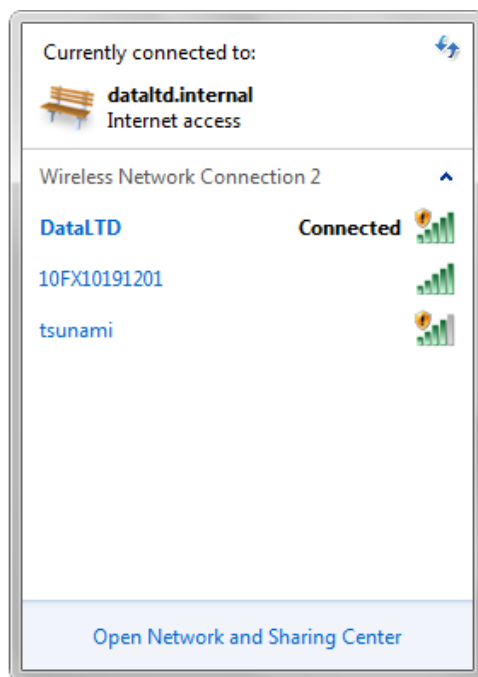 Currently connected to:
dataltd.internal
Internet access
Wireless Network Connection 2
DataLTD Connected
10FX10191201
tsunami
Open Network and Sharing Center